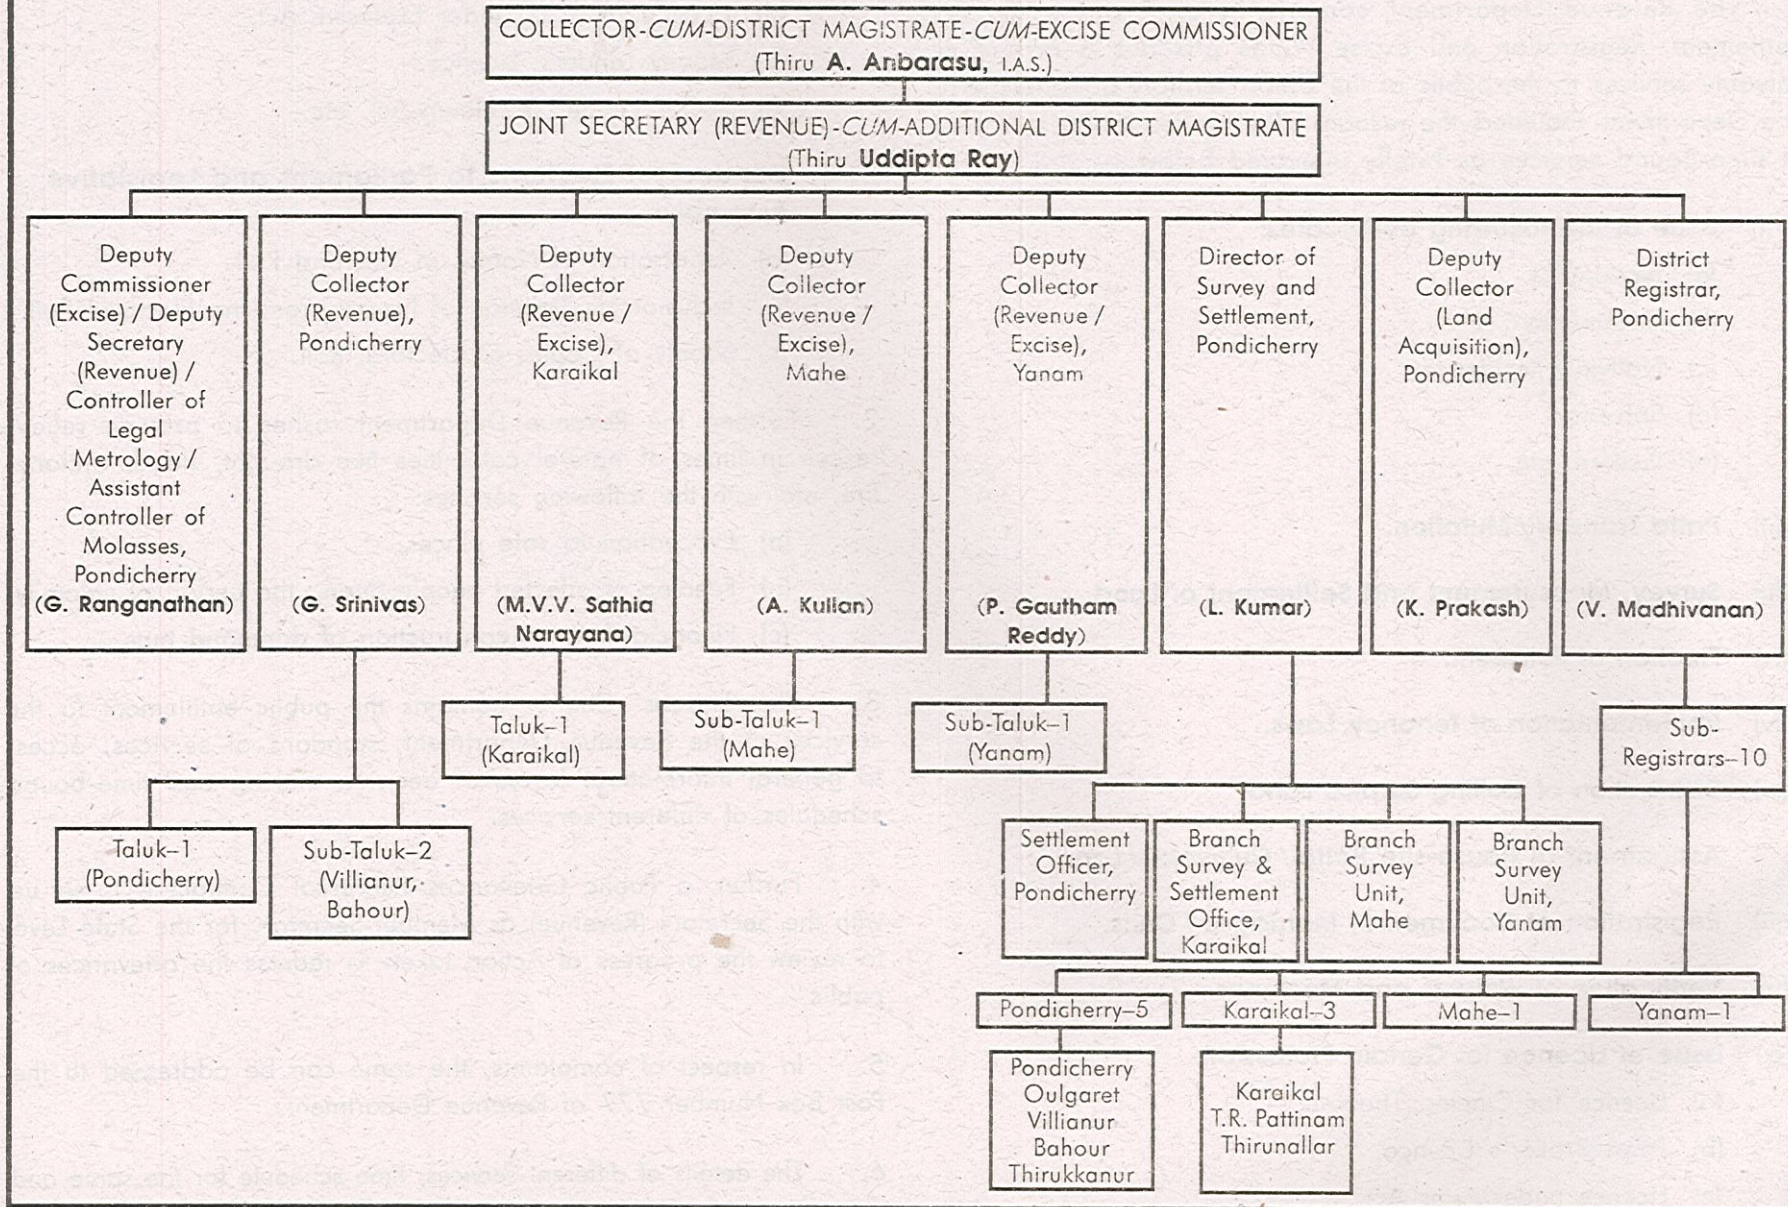 COLLECTOR-CUM-DISTRICT MAGISTRATE-CUM-EXCISE COMMISSIONER
(Thiru A. Anbarasu, I.A.S.)
JOINT SECRETARY (REVENUE)-CUM-ADDITIONAL DISTRICT MAGISTRATE
(Thiru Uddipta Ray)
Deputy
Commissioner
(Excise) / Deputy
Secretary
(Revenue) /
Controller of
Legal
Metrology /
Assistant
Controller of
Molasses,
Pondicherry
(G. Ranganathan)
Deputy
Collector
(Revenue),
Pondicherry
(G. Srinivas)
Deputy
Collector
(Revenue /
Excise),
Karaikal
(M.V.V. Sathia
Narayana)
Deputy
Collector
(Revenue /
Excise),
Mahe
(A. Kullan)
Deputy
Collector
(Revenue /
Excise),
Yanam
(P. Gautham
Reddy)
Director of
Survey and
Settlement,
Pondicherry
(L. Kumar)
Deputy
Collector
(Land
Acquisition),
Pondicherry
(K. Prakash)
District
Registrar,
Pondicherry
(V. Madhivanan)
Taluk–1
(Karaikal)
Sub-Taluk–1
(Mahe)
Sub-Taluk–1
(Yanam)
Sub-
Registrars–10
Taluk–1
(Pondicherry)
Sub-Taluk–2
(Villianur,
Bahour)
Settlement
Officer,
Pondicherry
Branch
Survey &
Settlement
Office,
Karaikal
Branch
Survey
Unit,
Mahe
Branch
Survey
Unit,
Yanam
Pondicherry–5
Karaikal–3
Mahe–1
Yanam–1
Pondicherry
Oulgaret
Villianur
Bahour
Thirukkanur
Karaikal
T.R. Pattinam
Thirunallar